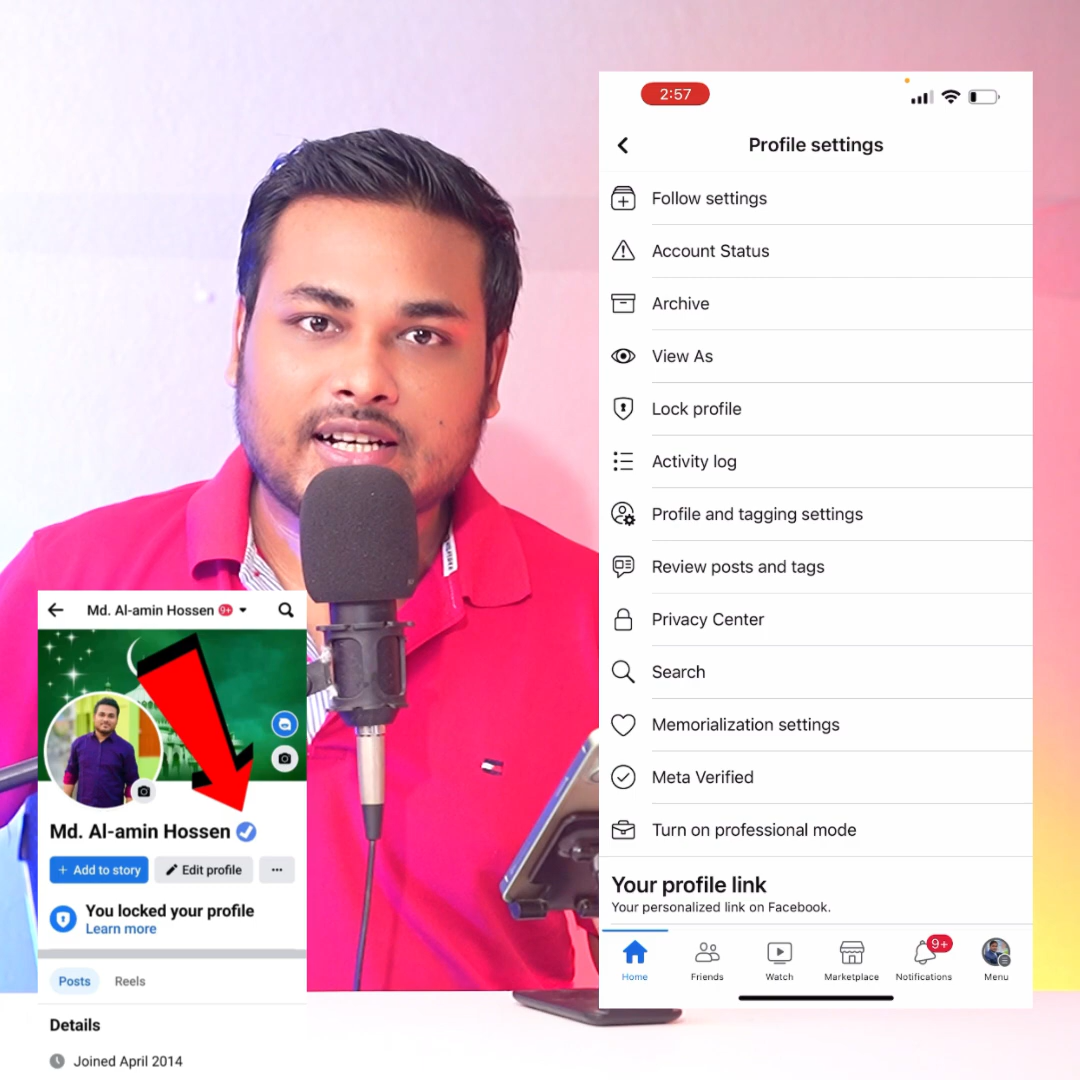 2:57
Profile settings
Follow settings
Account Status
Archive
View As
Lock profile
Activity log
Profile and tagging settings
Review posts and tags
Privacy Center
Search
Memorialization settings
Meta Verified
Turn on professional mode
Your profile link
Your personalized link on Facebook.
9+
Home
Friends
Watch
Marketplace
Notifications
Menu
Md. Al-amin Hossen 9+
Md. Al-amin Hossen
+ Add to story
Edit profile
You locked your profile
Learn more
Posts
Reels
Details
Joined April 2014